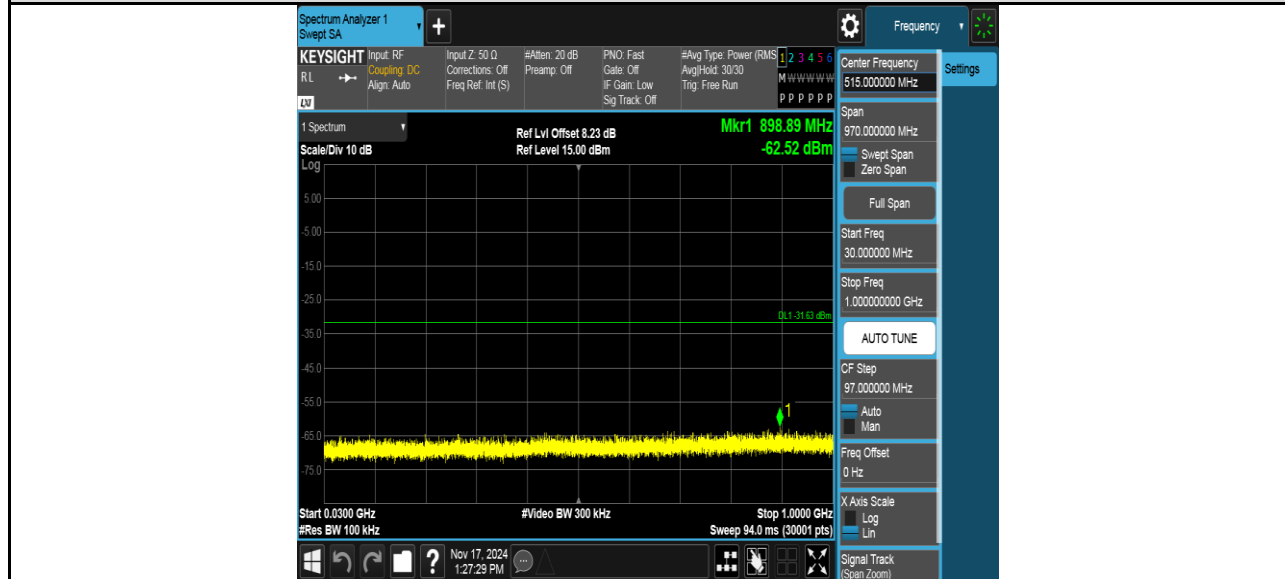 Spectrum Analyzer 1
Swept SA
+
Frequency
KEYSIGHT
RL
LXI
Input: RF
Coupling: DC
Align: Auto
Input Z: 50 Ω
Corrections: Off
Freq Ref: Int (S)
#Atten: 20 dB
Preamp: Off
PNO: Fast
Gate: Off
IF Gain: Low
Sig Track: Off
#Avg Type: Power (RMS
Avg|Hold: 30/30
Trig: Free Run
1 2 3 4 5 6
M W W W W W
P P P P P P
1 Spectrum
Scale/Div 10 dB
Ref Lvl Offset 8.23 dB
Ref Level 15.00 dBm
Mkr1 898.89 MHz
-62.52 dBm
Log
5.00
-5.00
-15.0
-25.0
DL1 -31.63 dBm
-35.0
-45.0
-55.0
1
-65.0
-75.0
Start 0.0300 GHz
#Video BW 300 kHz
Stop 1.0000 GHz
#Res BW 100 kHz
Sweep 94.0 ms (30001 pts)
?
Nov 17, 2024
1:27:29 PM
Center Frequency
515.000000 MHz
Settings
Span
970.000000 MHz
Swept Span
Zero Span
Full Span
Start Freq
30.000000 MHz
Stop Freq
1.000000000 GHz
AUTO TUNE
CF Step
97.000000 MHz
Auto
Man
Freq Offset
0 Hz
X Axis Scale
Log
Lin
Signal Track
(Span Zoom)